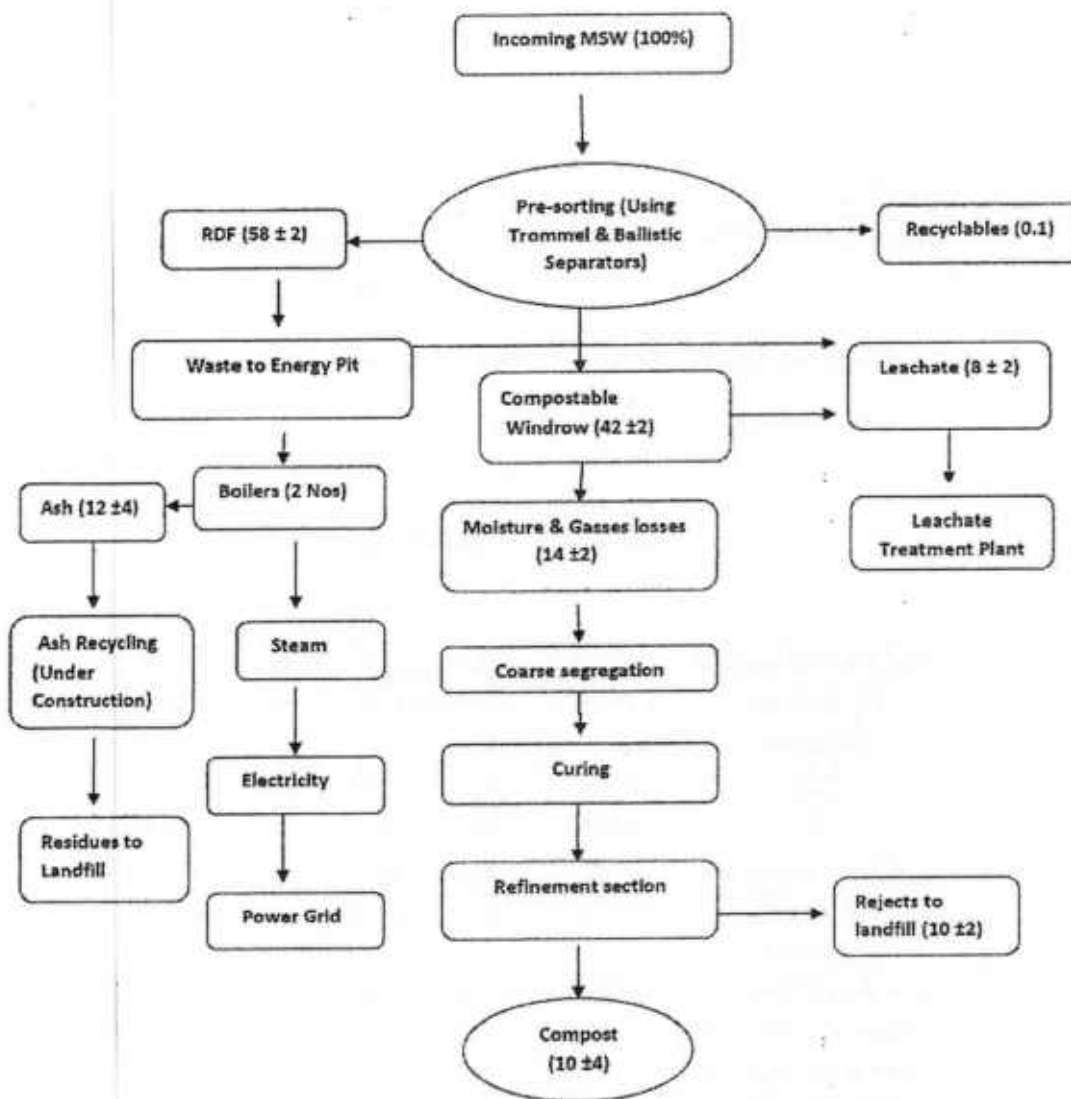 Incoming MSW (100%)
Pre-sorting (Using
Trommel & Ballistic
Separators)
RDF (58 ± 2)
Recyclables (0.1)
Waste to Energy Pit
Leachate (8 ± 2)
Compostable
Windrow (42 ±2)
Boilers (2 Nos)
Ash (12 ±4)
Moisture & Gasses losses
(14 ±2)
Leachate
Treatment Plant
Ash Recycling
(Under
Construction)
Steam
Coarse segregation
Electricity
Curing
Residues to
Landfill
Refinement section
Power Grid
Rejects to
landfill (10 ±2)
Compost
(10 ±4)